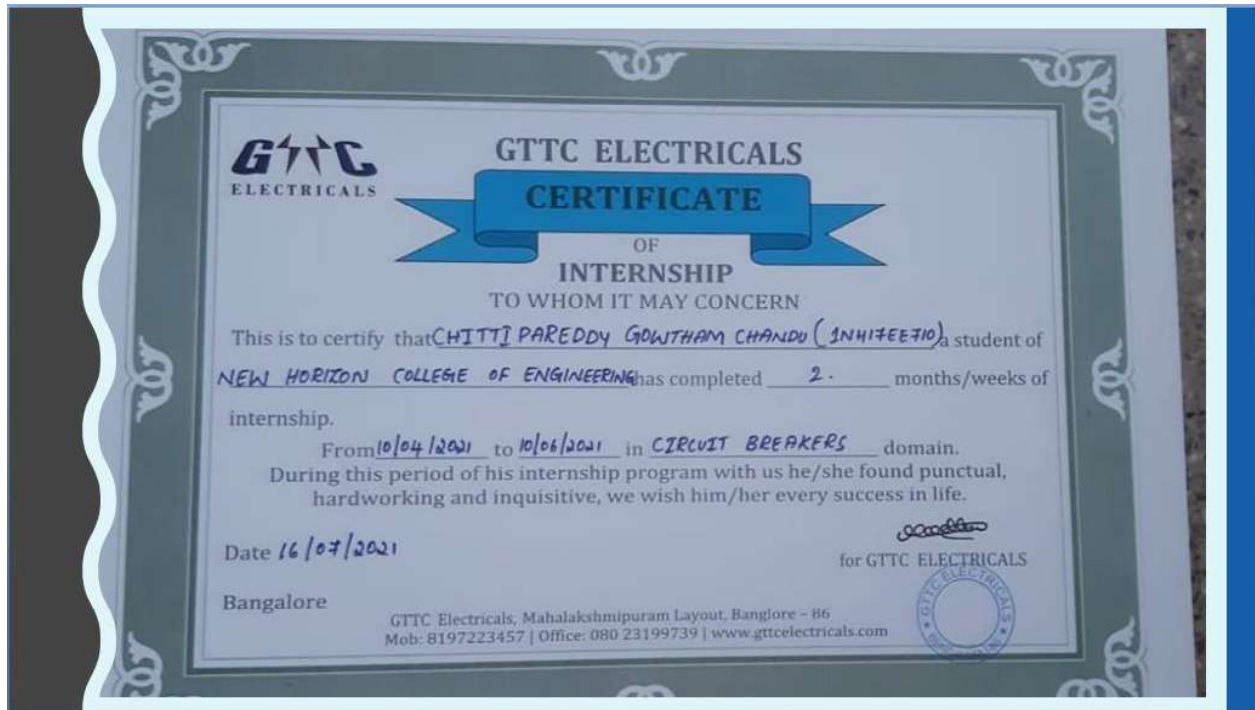 GTTC
ELECTRICALS
GTTC ELECTRICALS
CERTIFICATE
OF
INTERNSHIP
TO WHOM IT MAY CONCERN
This is to certify that CHITTI PAREDDY GOWTHAM CHANDU (1NH17EE710) a student of
NEW HORIZON COLLEGE OF ENGINEERING has completed 2. months/weeks of
internship.
From 10/04/2021 to 10/06/2021 in CIRCUIT BREAKERS domain.
During this period of his internship program with us he/she found punctual,
hardworking and inquisitive, we wish him/her every success in life.
Date 16/07/2021
for GTTC ELECTRICALS
Bangalore
GTTC Electricals, Mahalakshmipuram Layout, Banglore – 86
Mob: 8197223457 | Office: 080 23199739 | www.gttcelectricals.com
GTTC ELECTRICALS